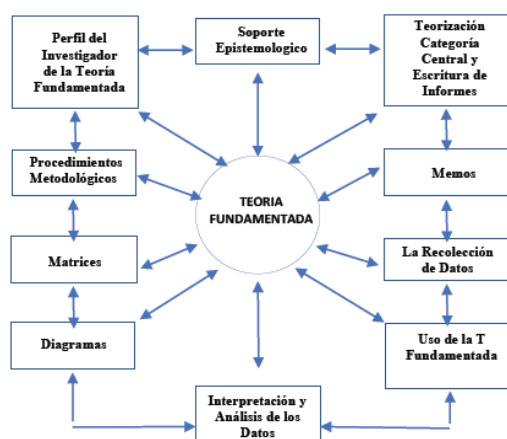 Perfil del
Investigador
de la Teoría
Fundamentada
Soporte
Epistemologico
Teorización
Categoría
Central y
Escritura de
Informes
Procedimientos
Metodológicos
TEORIA
FUNDAMENTADA
Memos
Matrices
La Recolección
de Datos
Diagramas
Uso de la T
Fundamentada
Interpretación y
Análisis de los
Datos